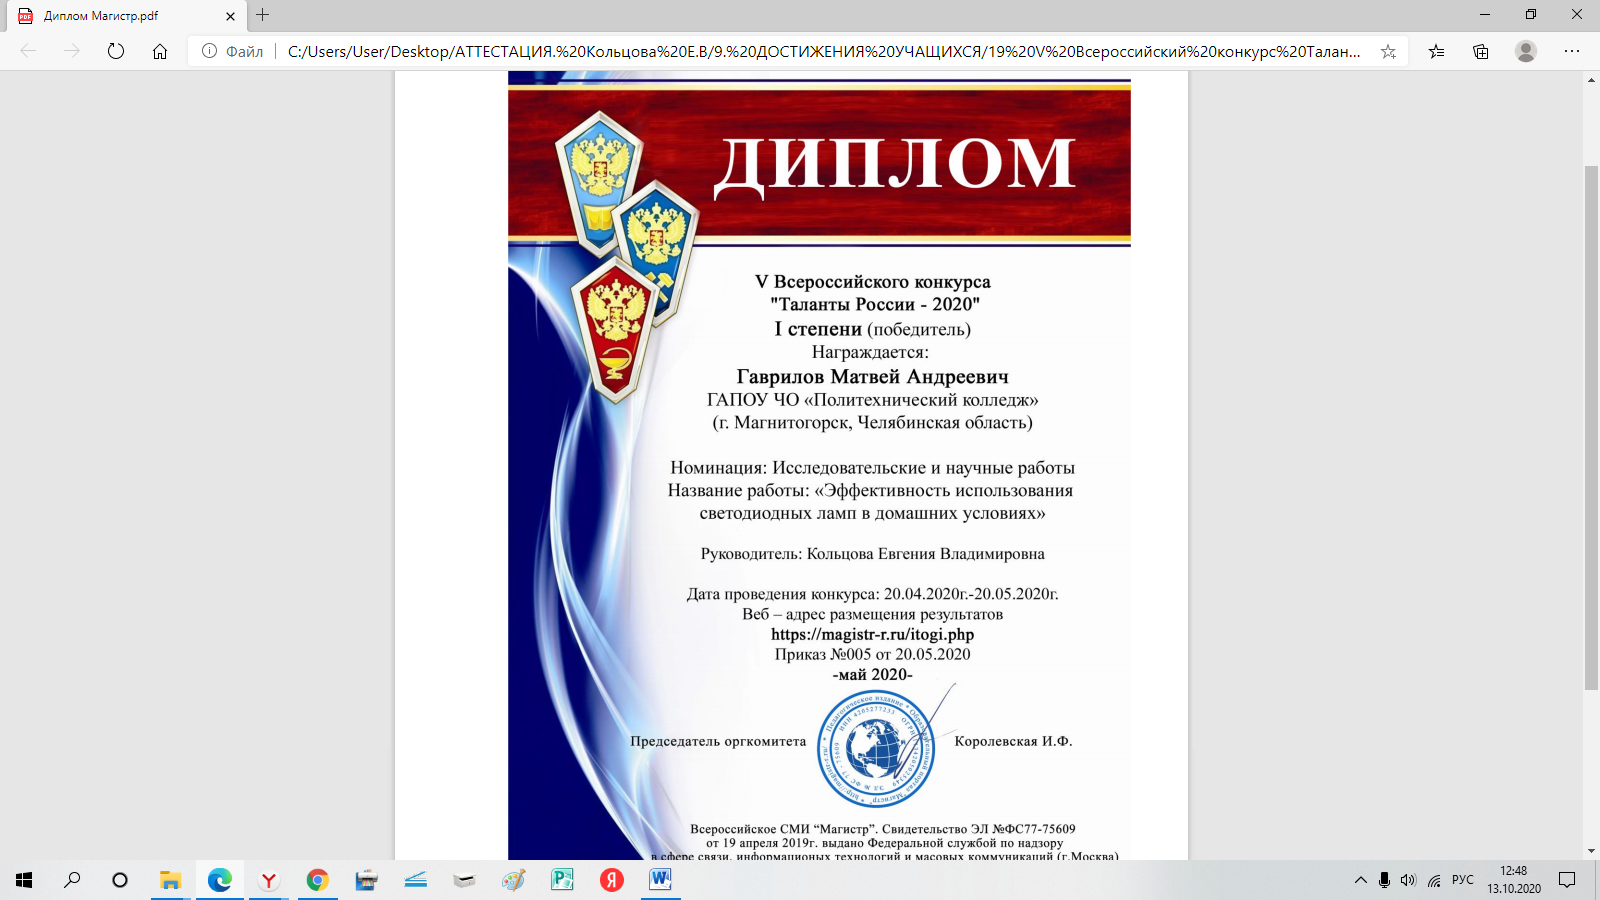 Диплом Магистр.pdf
Файл
C:/Users/User/Desktop/АТТЕСТАЦИЯ.%20Кольцова%20Е.В/9.%20ДОСТИЖЕНИЯ%20УЧАЩИХСЯ/19%20V%20Всероссийский%20конкурс%20Талан...
ДИПЛОМ
V Всероссийского конкурса
"Таланты России - 2020"
I степени (победитель)
Награждается:
Гаврилов Матвей Андреевич
ГАПОУ ЧО «Политехнический колледж»
(г. Магнитогорск, Челябинская область)
Номинация: Исследовательские и научные работы
Название работы: «Эффективность использования
светодиодных ламп в домашних условиях»
Руководитель: Кольцова Евгения Владимировна
Дата проведения конкурса: 20.04.2020г.-20.05.2020г.
Веб – адрес размещения результатов
https://magistr-r.ru/itogi.php
Приказ №005 от 20.05.2020
-май 2020-
Председатель оргкомитета
Королевская И.Ф.
Всероссийское СМИ “Магистр”. Свидетельство ЭЛ №ФС77-75609
от 19 апреля 2019г. выдано Федеральной службой по надзору
в сфере связи, информационых технологий и массовых коммуникаций (г.Москва)
РУС
12:48
13.10.2020